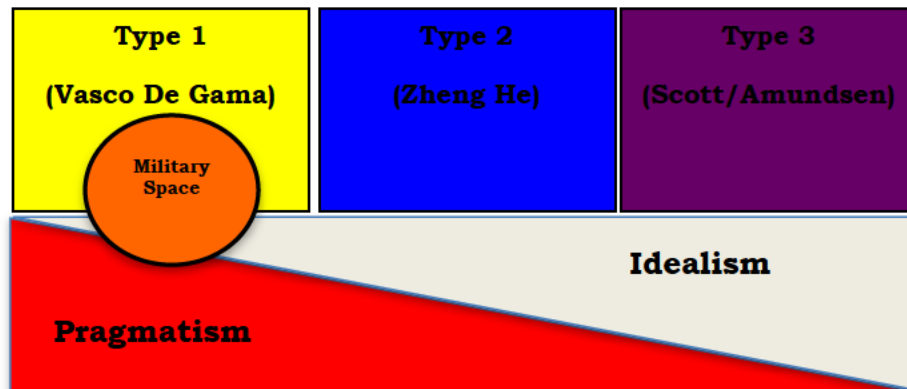 Type 1
(Vasco De Gama)
Type 2
(Zheng He)
Type 3
(Scott/Amundsen)
Military
Space
Idealism
Pragmatism